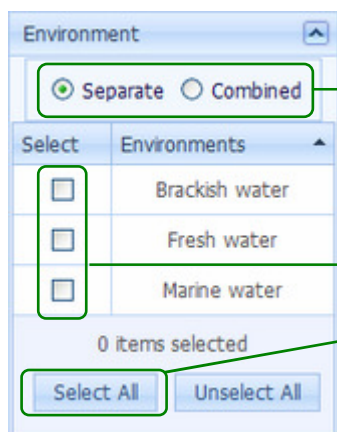 Environment
Separate Combined
Select Environments
Brackish water
Fresh water
Marine water
0 items selected
Select All Unselect All